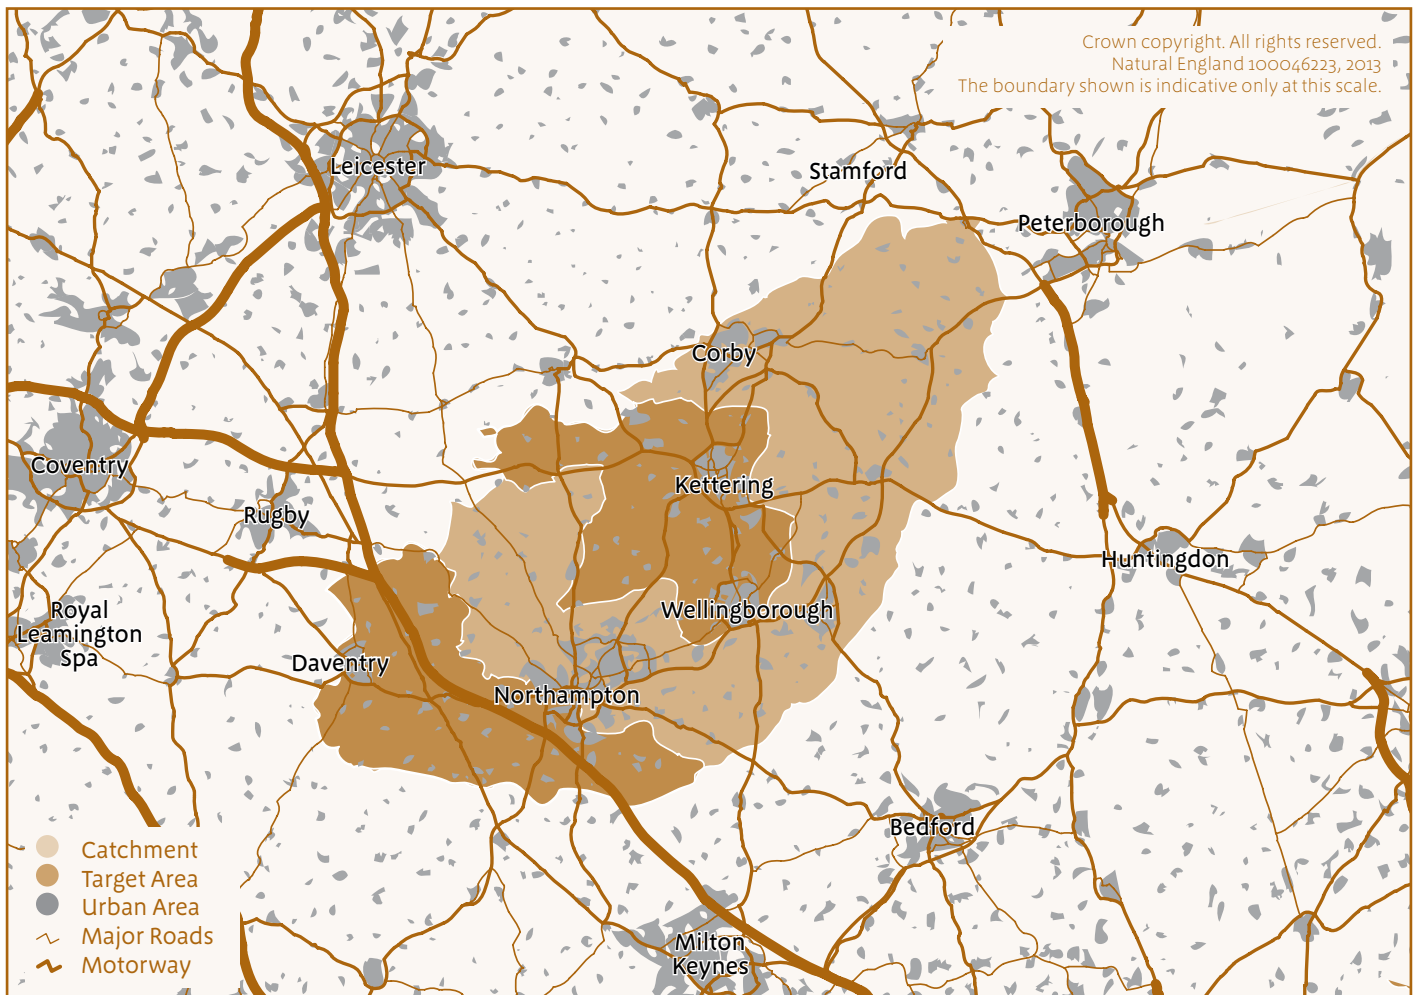 Crown copyright. All rights reserved.
Natural England 100046223, 2013
The boundary shown is indicative only at this scale.
Leicester
Stamford
Peterborough
Corby
Coventry
Kettering
Rugby
Huntingdon
Royal
Leamington
Spa
Wellingborough
Daventry
Northampton
Bedford
Milton
Keynes
Catchment
Target Area
Urban Area
Major Roads
Motorway